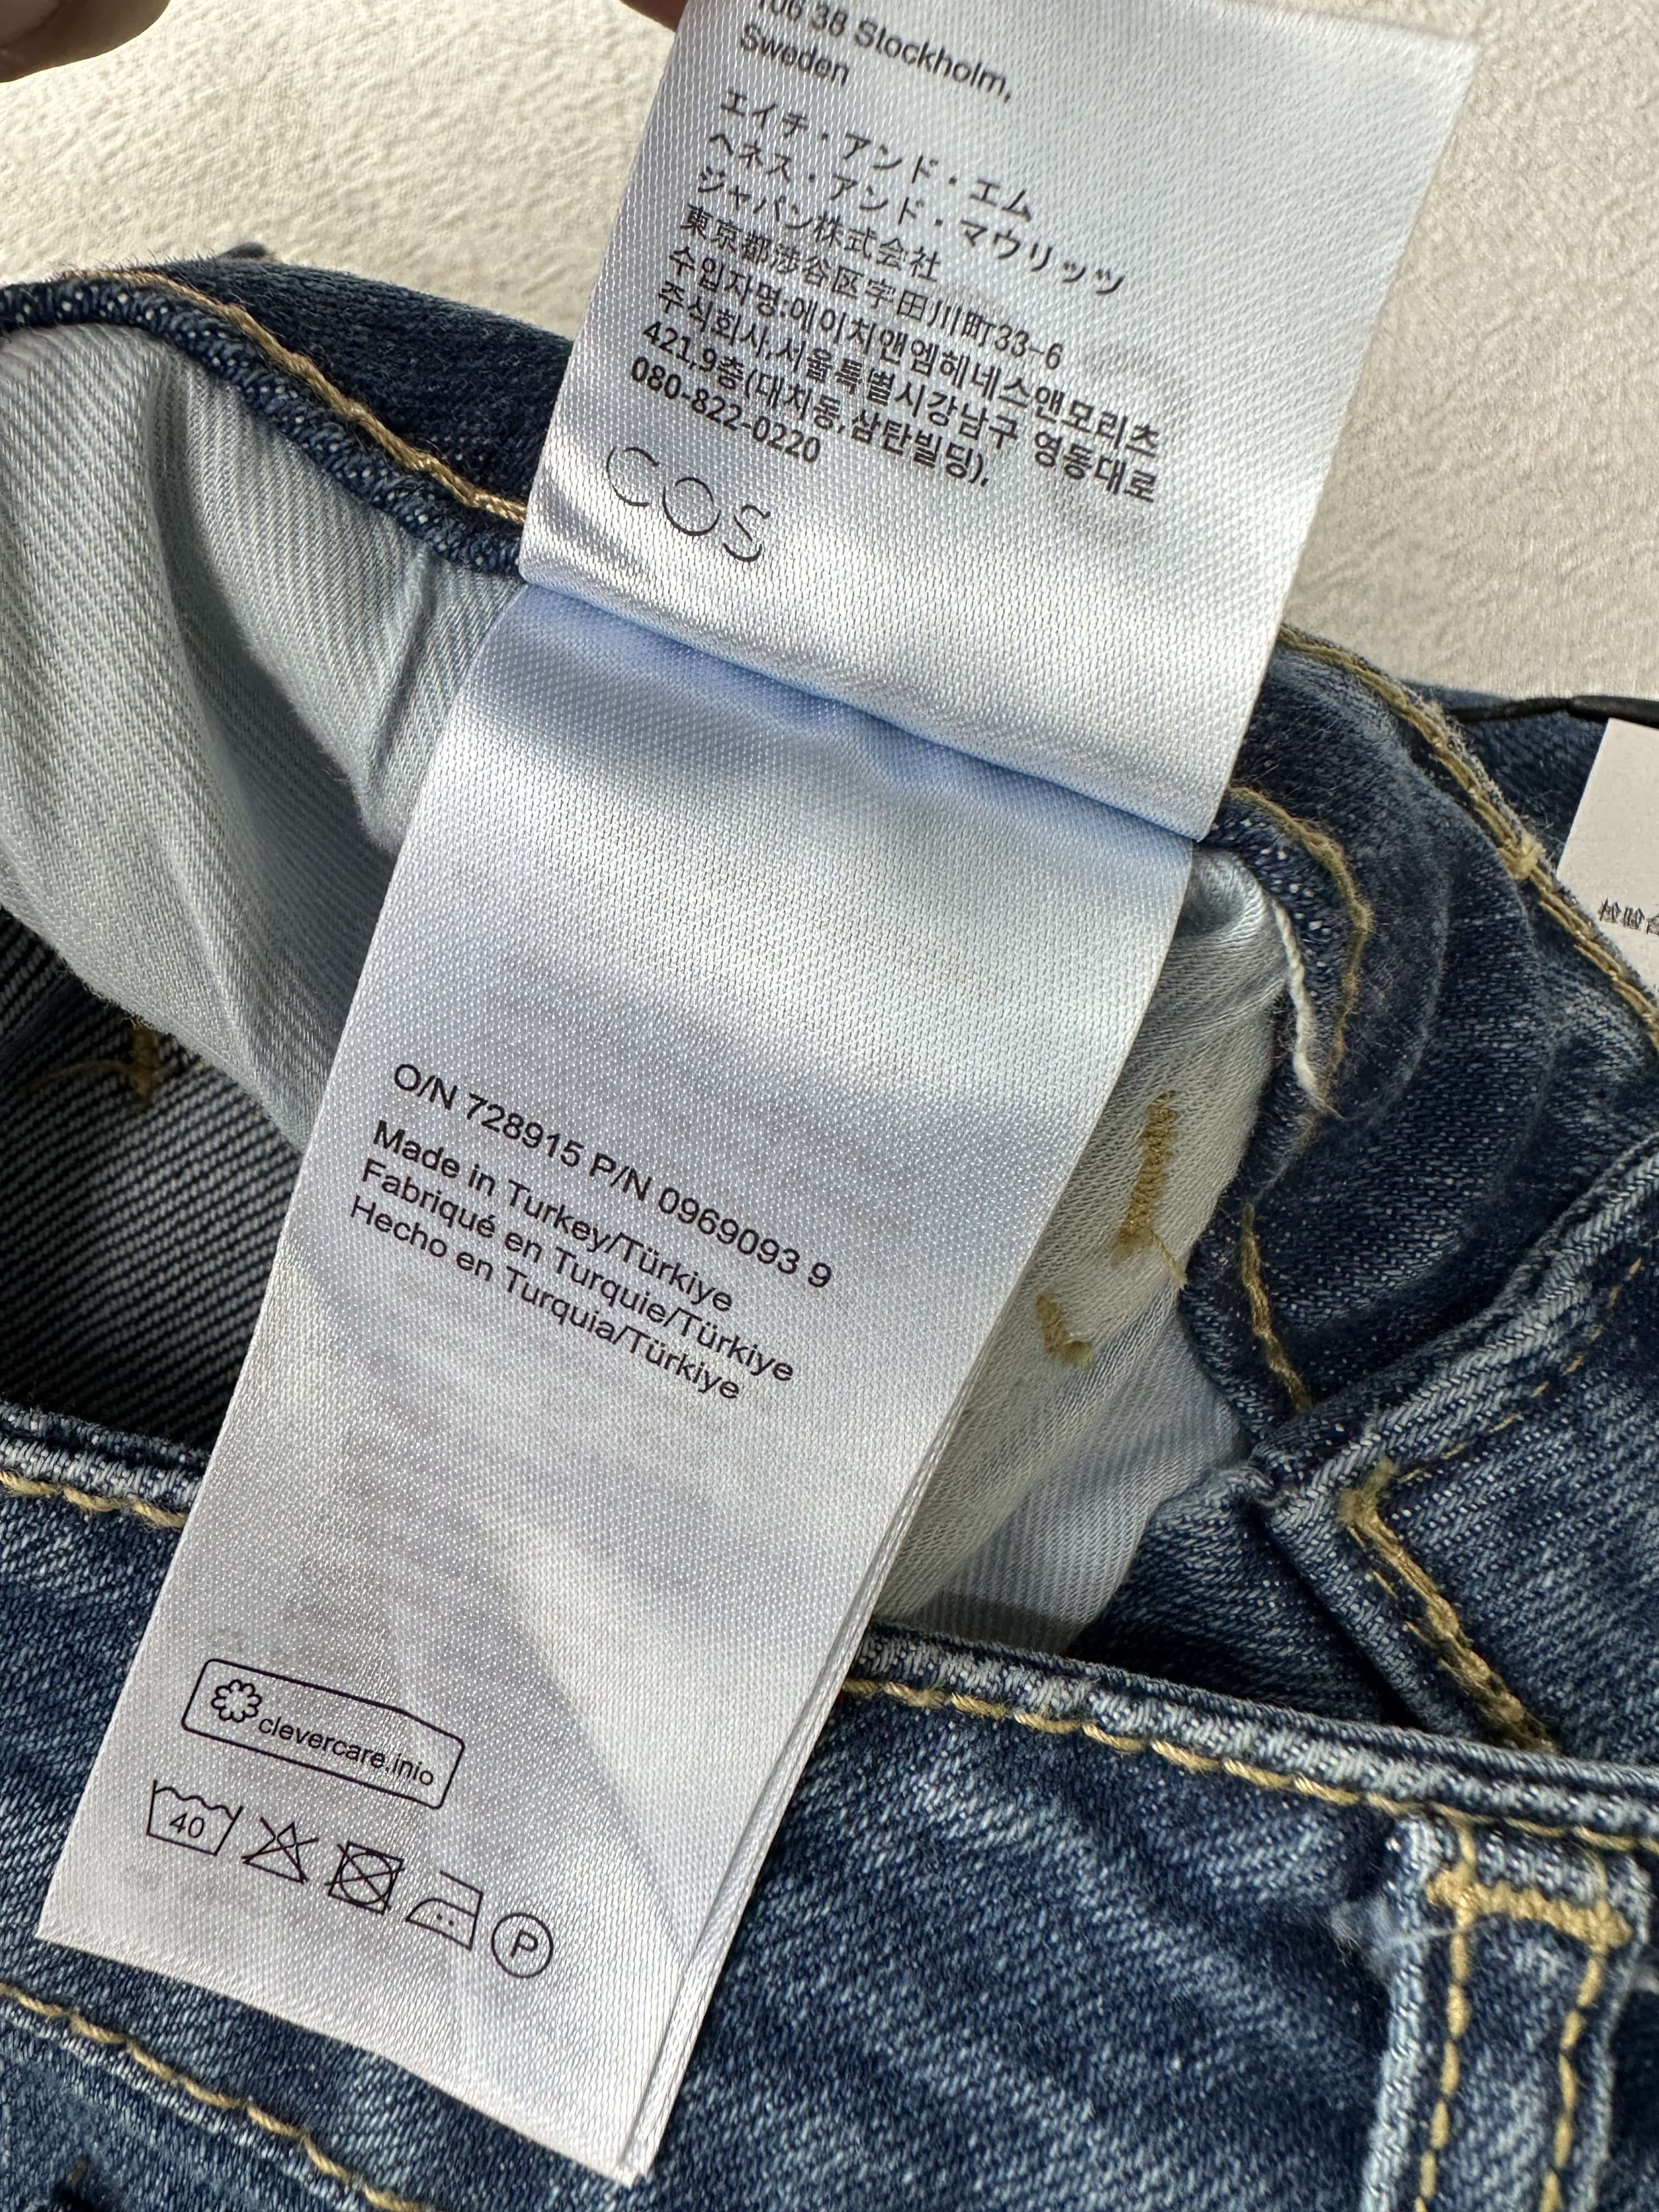 106 38 Stockholm,
Sweden
エイチ・アンド・エム
ヘネス・アンド・マウリッツ
ジャパン株式会社
東京都渋谷区宇田川町33-6
수입자명:에이치앤엠헤네스앤모리츠
주식회사,서울특별시강남구 영동대로
421,9층(대치동,삼탄빌딩),
080-822-0220
COS
O/N 728915 P/N 0969093 9
Made in Turkey/Türkiye
Fabriqué en Turquie/Türkiye
Hecho en Turquia/Türkiye
clevercare.info
40
P